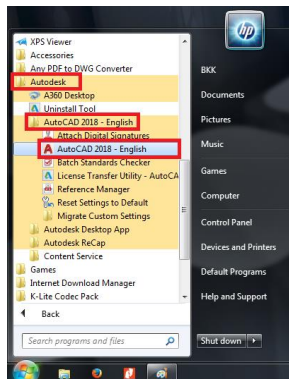 hp
XPS Viewer
Accessories
Any PDF to DWG Converter
Autodesk
A360 Desktop
Uninstall Tool
AutoCAD 2018 - English
Attach Digital Signatures
AutoCAD 2018 - English
Batch Standards Checker
License Transfer Utility - AutoCA
Reference Manager
Reset Settings to Default
Migrate Custom Settings
Autodesk Desktop App
Autodesk ReCap
Content Service
Games
Internet Download Manager
K-Lite Codec Pack
Back
Search programs and files
BKK
Documents
Pictures
Music
Games
Computer
Control Panel
Devices and Printers
Default Programs
Help and Support
Shut down